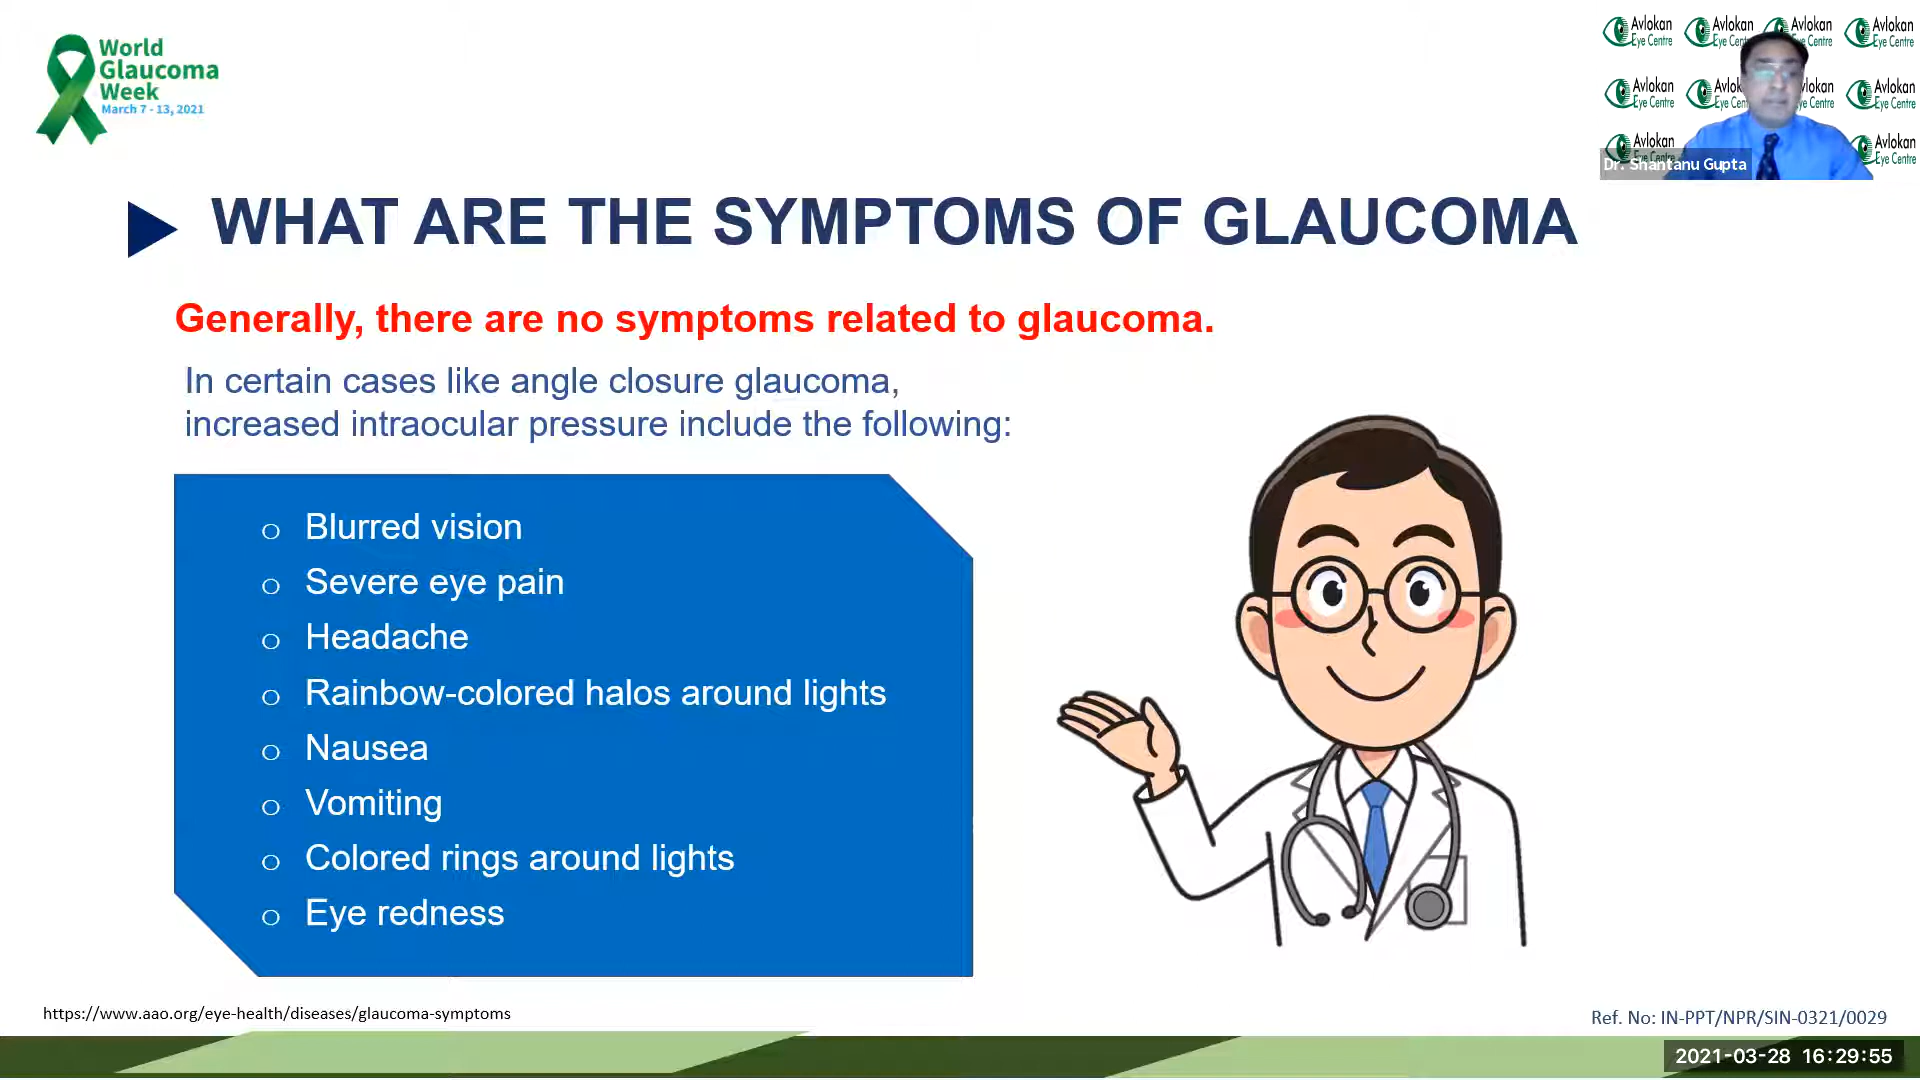 World
Glaucoma
Week
March 7 - 13, 2021
Avlokan
Eye Centre
Avlokan
Eye Cen
Avlokan
Eye Centre
Avlokan
Eye Centre
Avlokan
Eye Centre
Avlok
Eye Cent
vlokan
ye Centre
Avlokan
Eye Centre
Avlokan
Eye Centre
Avlokan
Eye Centre
Dr. Shantanu Gupta
WHAT ARE THE SYMPTOMS OF GLAUCOMA
Generally, there are no symptoms related to glaucoma.
In certain cases like angle closure glaucoma,
increased intraocular pressure include the following:
o Blurred vision
o Severe eye pain
o Headache
o Rainbow-colored halos around lights
o Nausea
o Vomiting
o Colored rings around lights
o Eye redness
https://www.aao.org/eye-health/diseases/glaucoma-symptoms
Ref. No: IN-PPT/NPR/SIN-0321/0029
2021-03-28 16:29:55